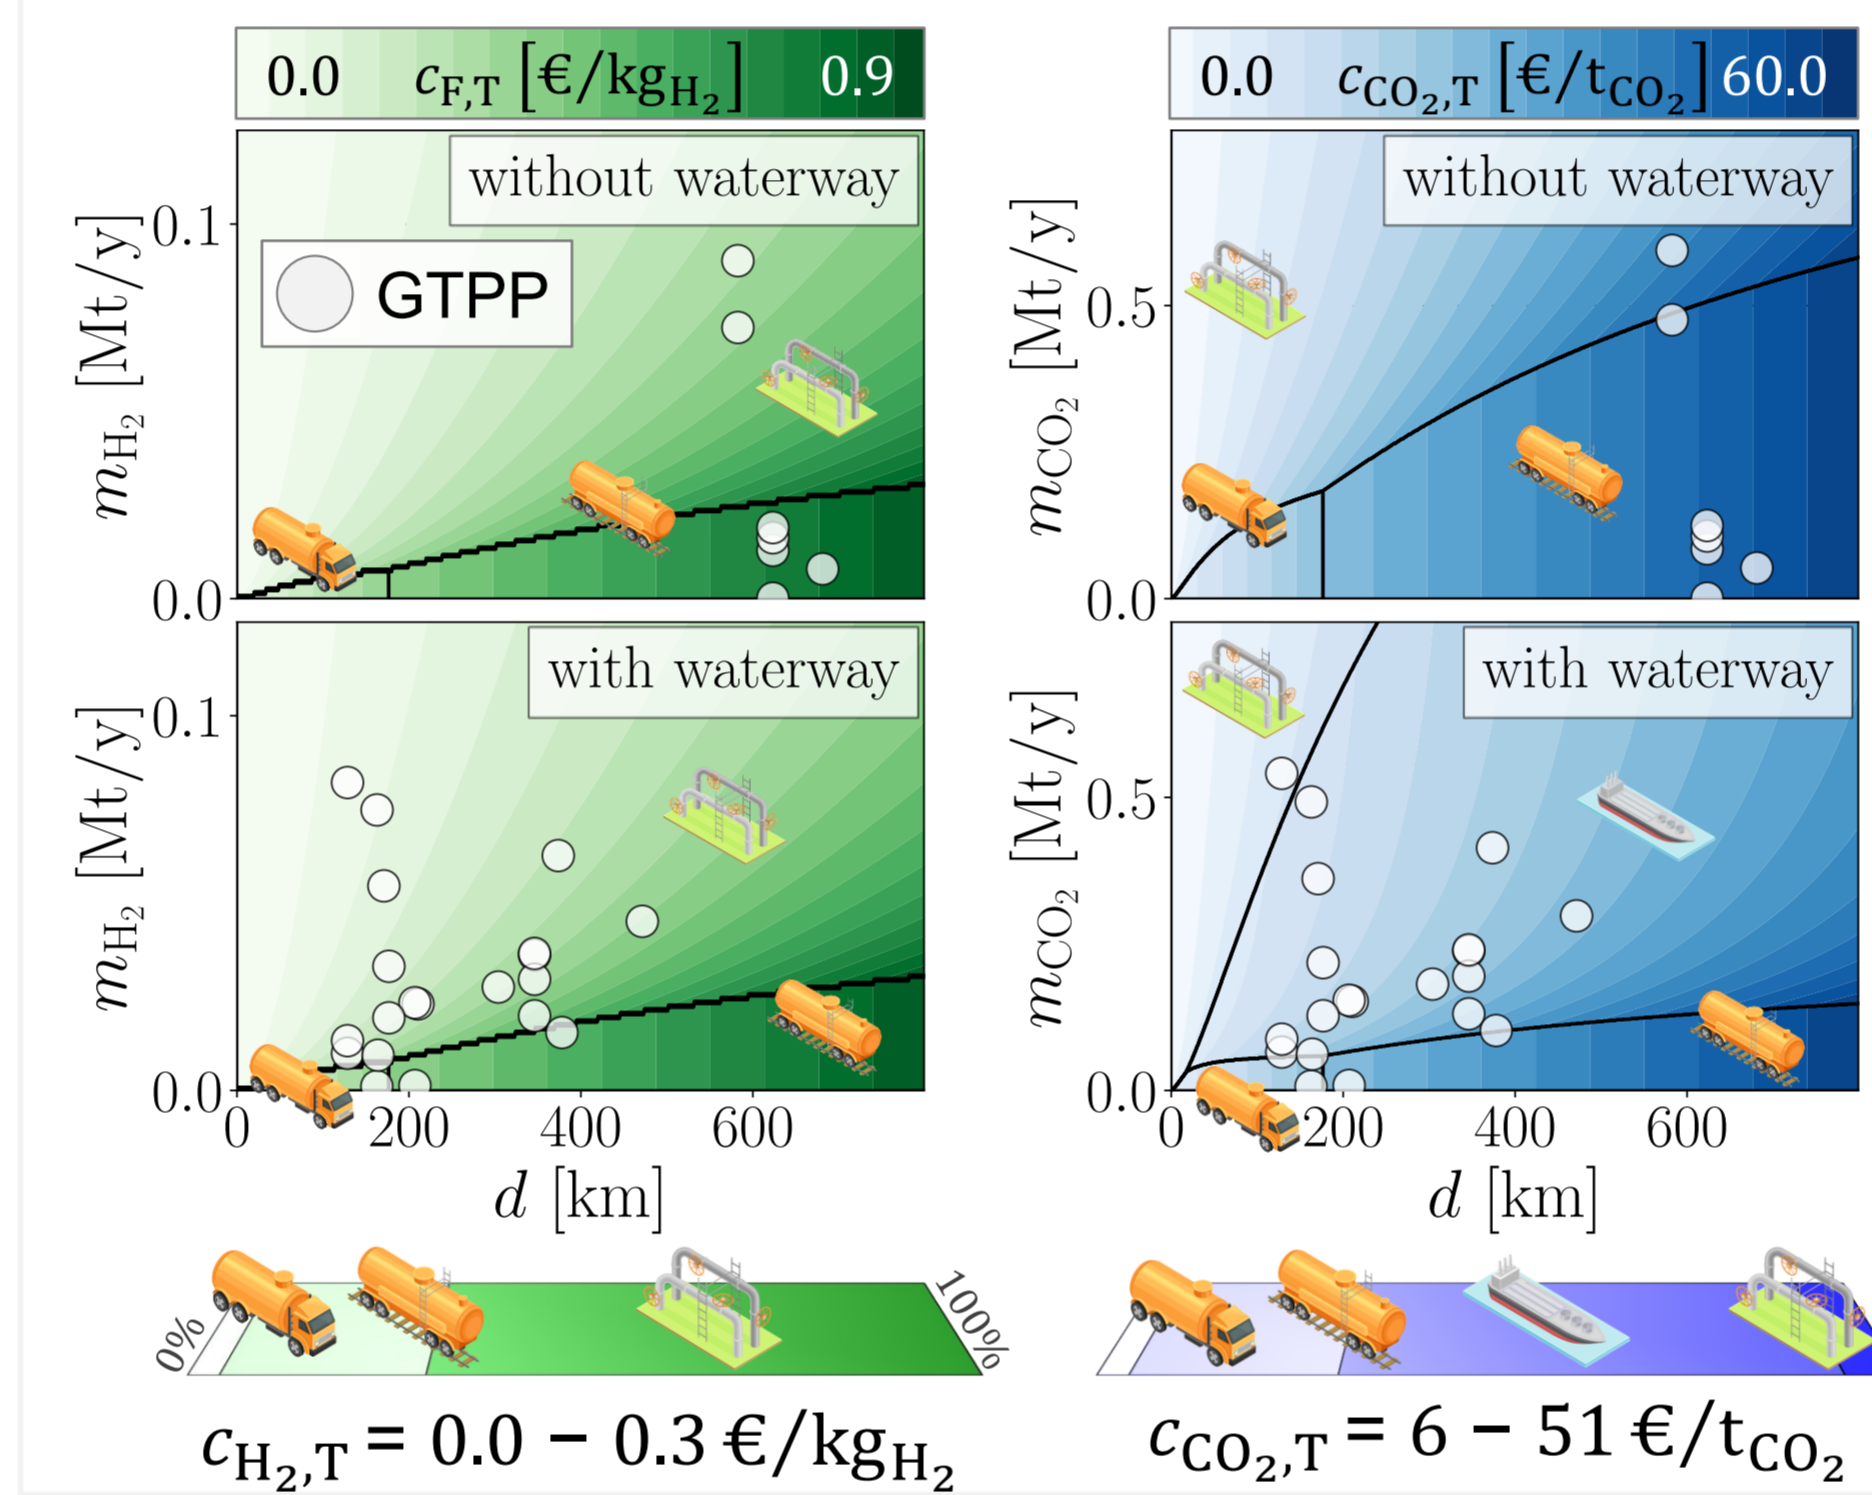 0.0 c_F,T [€/kg_H₂] 0.9
without waterway
m_H₂ [Mt/y]
0.1
0.0
GTPP
0.0 c_CO₂,T [€/t_CO₂] 60.0
without waterway
m_CO₂ [Mt/y]
0.5
0.0
with waterway
m_H₂ [Mt/y]
0.1
0.0
0 200 400 600
d [km]
with waterway
m_CO₂ [Mt/y]
0.5
0.0
0 200 400 600
d [km]
0%
100%
c_H₂,T = 0.0 – 0.3 €/kg_H₂
c_CO₂,T = 6 – 51 €/t_CO₂